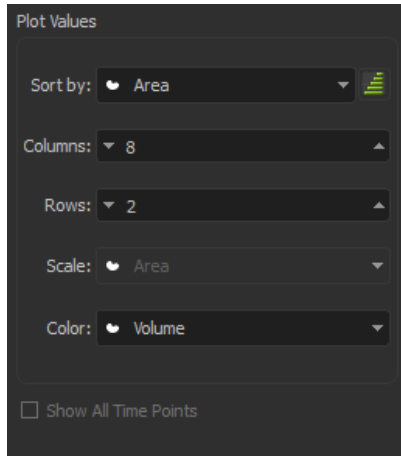 Plot Values
Sort by: Area
Columns: 8
Rows: 2
Scale: Area
Color: Volume
Show All Time Points